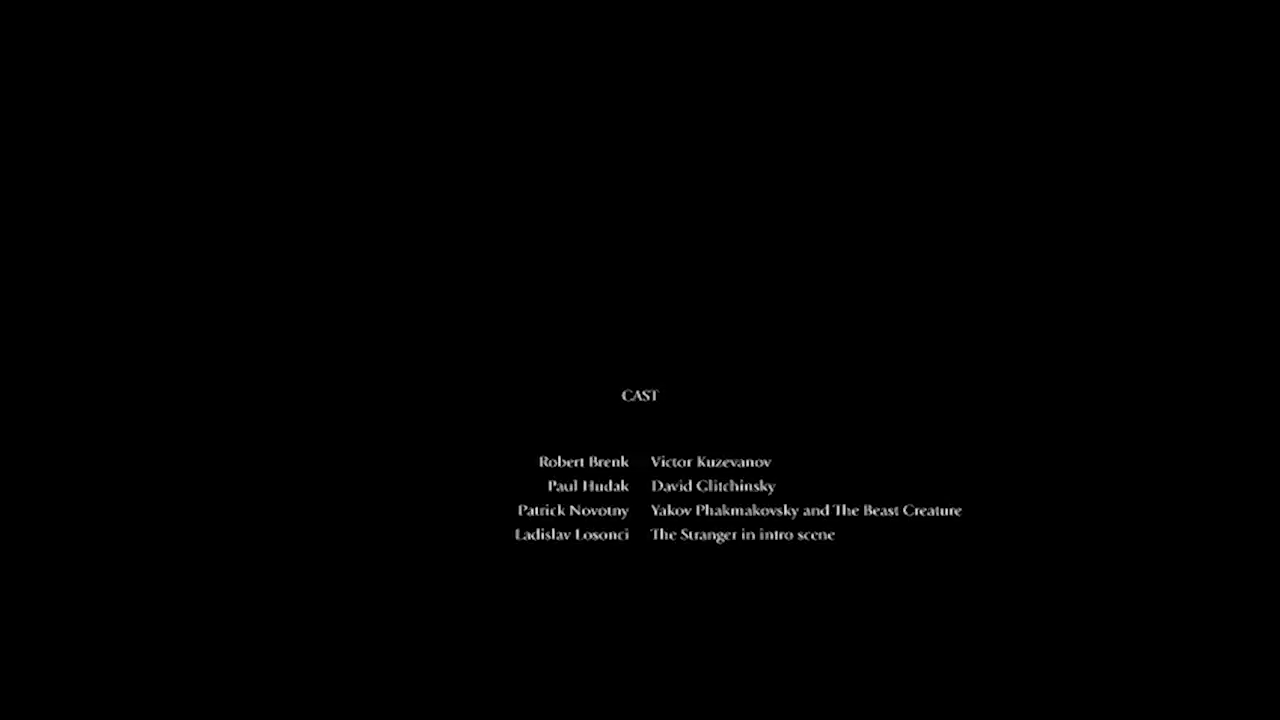 CAST
Robert Brenk Victor Kuzevanov
Paul Hudak David Glitchinsky
Patrick Novotny Yakov Phakmakovsky and The Beast Creature
Ladislav Losonci The Stranger in intro scene